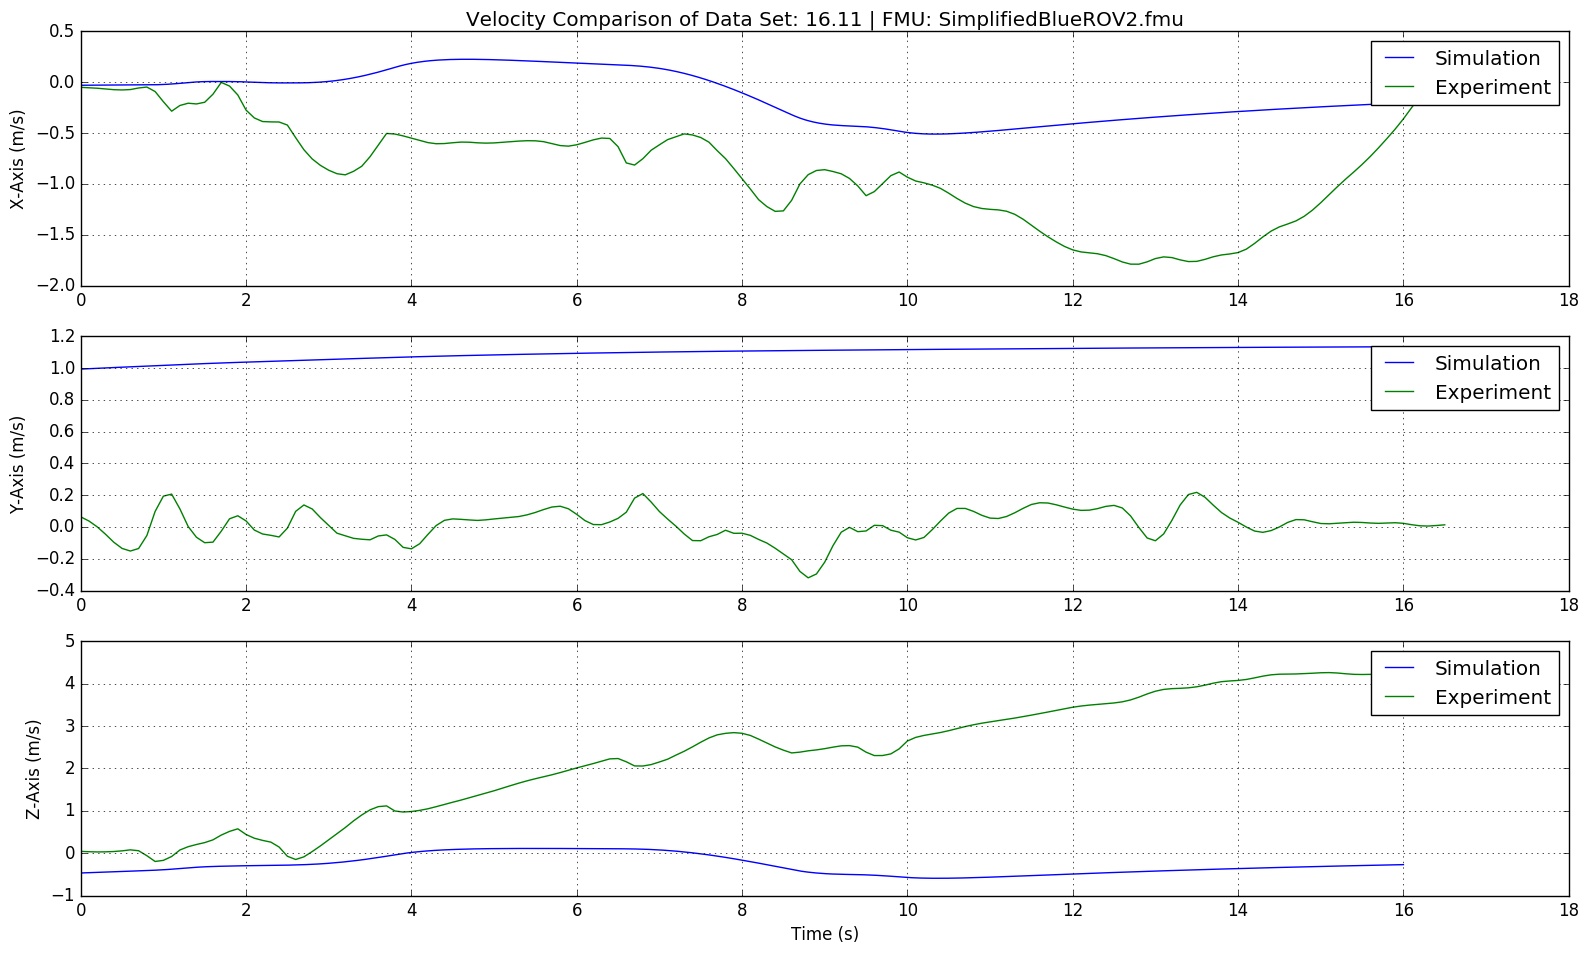 Velocity Comparison of Data Set: 16.11 | FMU: SimplifiedBlueROV2.fmu
0.5
0.0
−0.5
−1.0
−1.5
−2.0
X-Axis (m/s)
Simulation
Experiment
0 2 4 6 8 10 12 14 16 18
1.2
1.0
0.8
0.6
0.4
0.2
0.0
−0.2
−0.4
Y-Axis (m/s)
Simulation
Experiment
0 2 4 6 8 10 12 14 16 18
5
4
3
2
1
0
−1
Z-Axis (m/s)
Simulation
Experiment
0 2 4 6 8 10 12 14 16 18
Time (s)